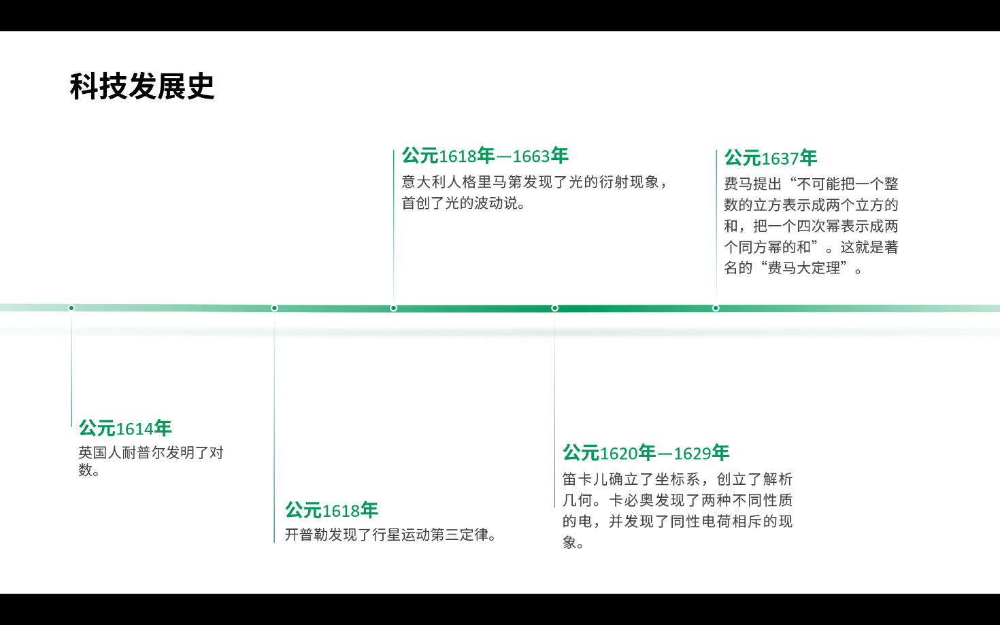 科技发展史
公元1618年—1663年
意大利人格里马第发现了光的衍射现象，
首创了光的波动说。
公元1637年
费马提出“不可能把一个整
数的立方表示成两个立方的
和，把一个四次幂表示成两
个同方幂的和”。这就是著
名的“费马大定理”。
公元1614年
英国人耐普尔发明了对
数。
公元1618年
开普勒发现了行星运动第三定律。
公元1620年—1629年
笛卡儿确立了坐标系，创立了解析
几何。卡必奥发现了两种不同性质
的电，并发现了同性电荷相斥的现
象。